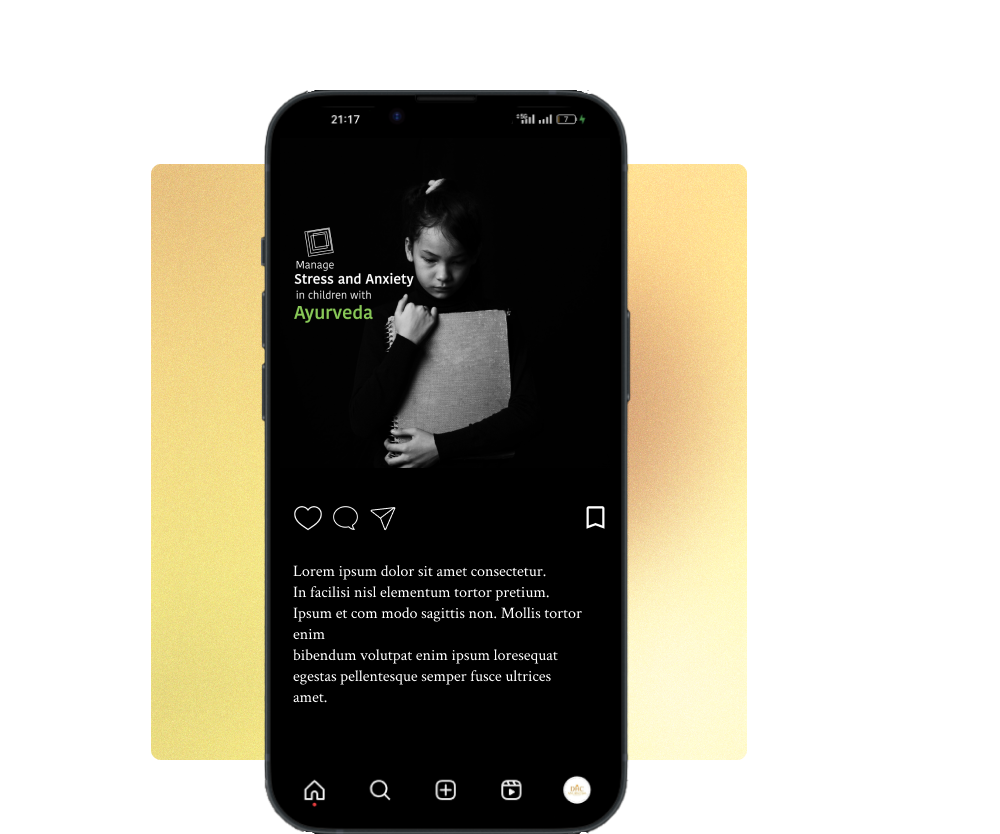 21:17
5G
7
Manage
Stress and Anxiety
in children with
Ayurveda
Lorem ipsum dolor sit amet consectetur.
In facilisi nisl elementum tortor pretium.
Ipsum et com modo sagittis non. Mollis tortor
enim
bibendum volutpat enim ipsum loresequat
egestas pellentesque semper fusce ultrices
amet.